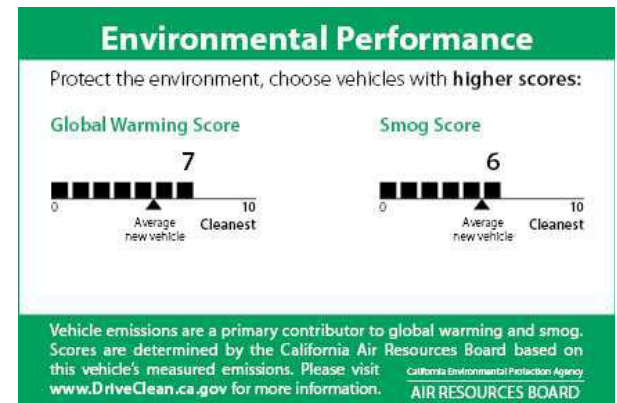 Environmental Performance
Protect the environment, choose vehicles with higher scores:
Global Warming Score
Smog Score
7
6
0
10
Average
new vehicle
Cleanest
0
10
Average
new vehicle
Cleanest
Vehicle emissions are a primary contributor to global warming and smog.
Scores are determined by the California Air Resources Board based on
this vehicle's measured emissions. Please visit
www.DriveClean.ca.gov for more information.
California Environmental Protection Agency
AIR RESOURCES BOARD